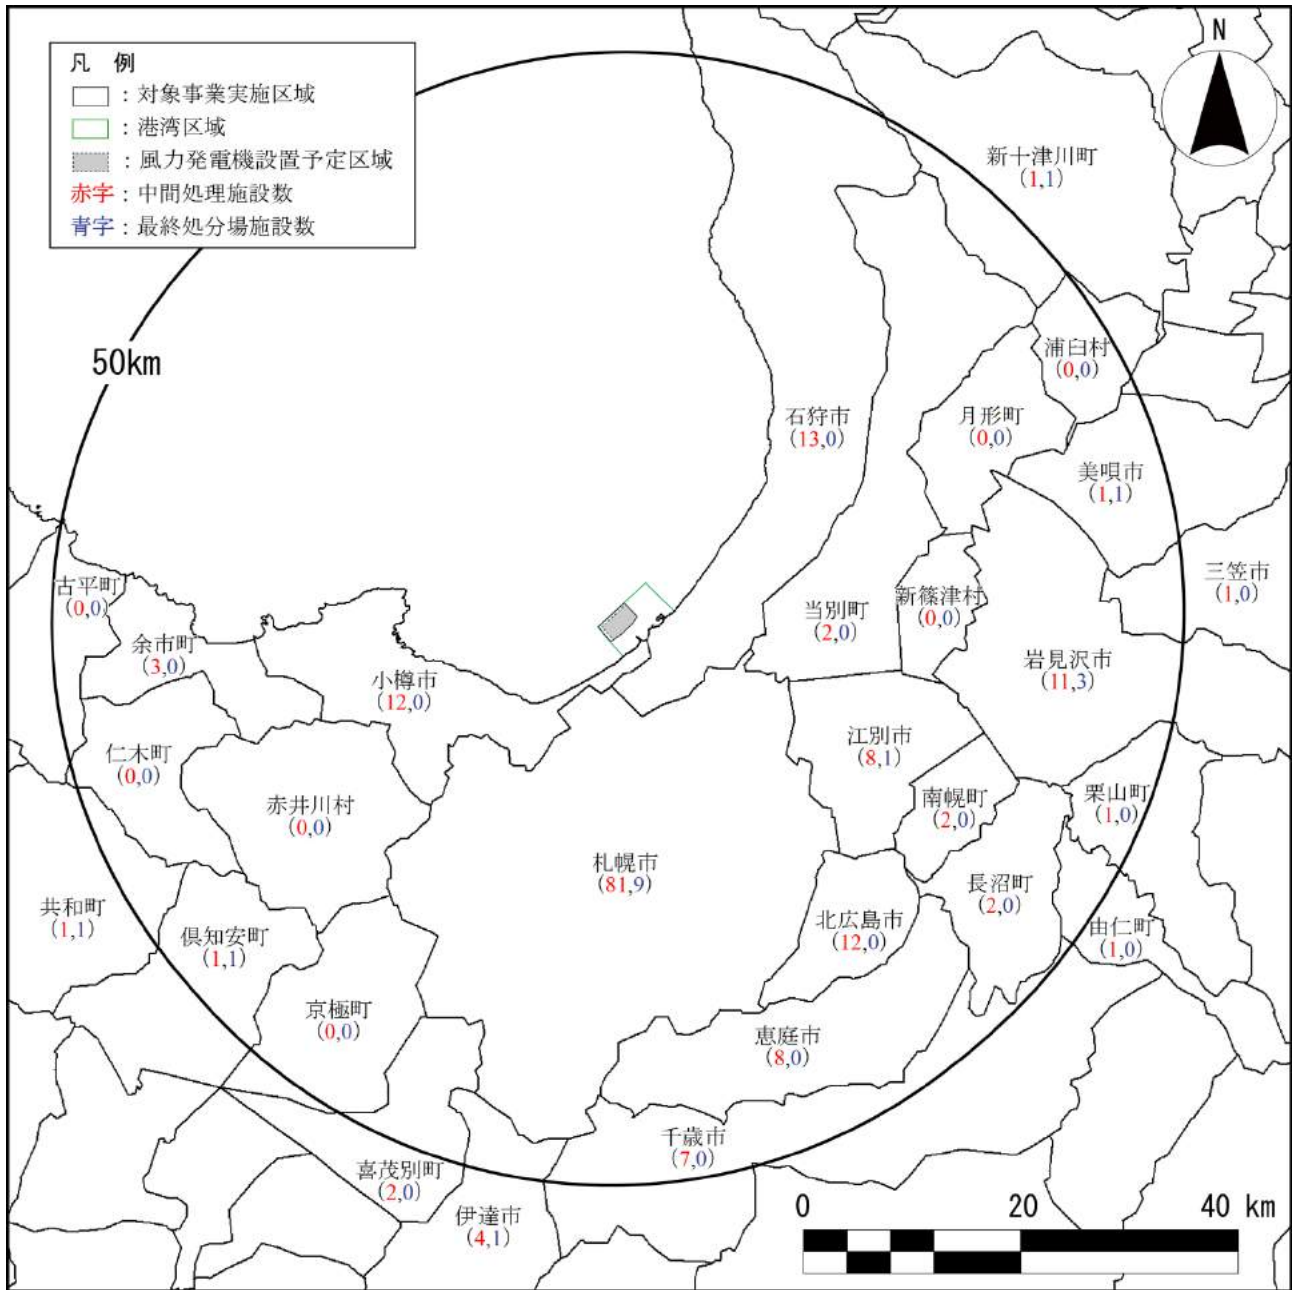 凡 例
：対象事業実施区域
：港湾区域
：風力発電機設置予定区域
赤字：中間処理施設数
青字：最終処分場施設数
N
新十津川町
(1,1)
50km
浦臼村
(0,0)
石狩市
(13,0)
月形町
(0,0)
美唄市
(1,1)
三笠市
(1,0)
古平町
(0,0)
新篠津村
(0,0)
当別町
(2,0)
余市町
(3,0)
岩見沢市
(11,3)
小樽市
(12,0)
江別市
(8,1)
仁木町
(0,0)
南幌町
(2,0)
栗山町
(1,0)
赤井川村
(0,0)
札幌市
(81,9)
長沼町
(2,0)
共和町
(1,1)
北広島市
(12,0)
由仁町
(1,0)
倶知安町
(1,1)
京極町
(0,0)
恵庭市
(8,0)
千歳市
(7,0)
喜茂別町
(2,0)
伊達市
(4,1)
0 20 40 km